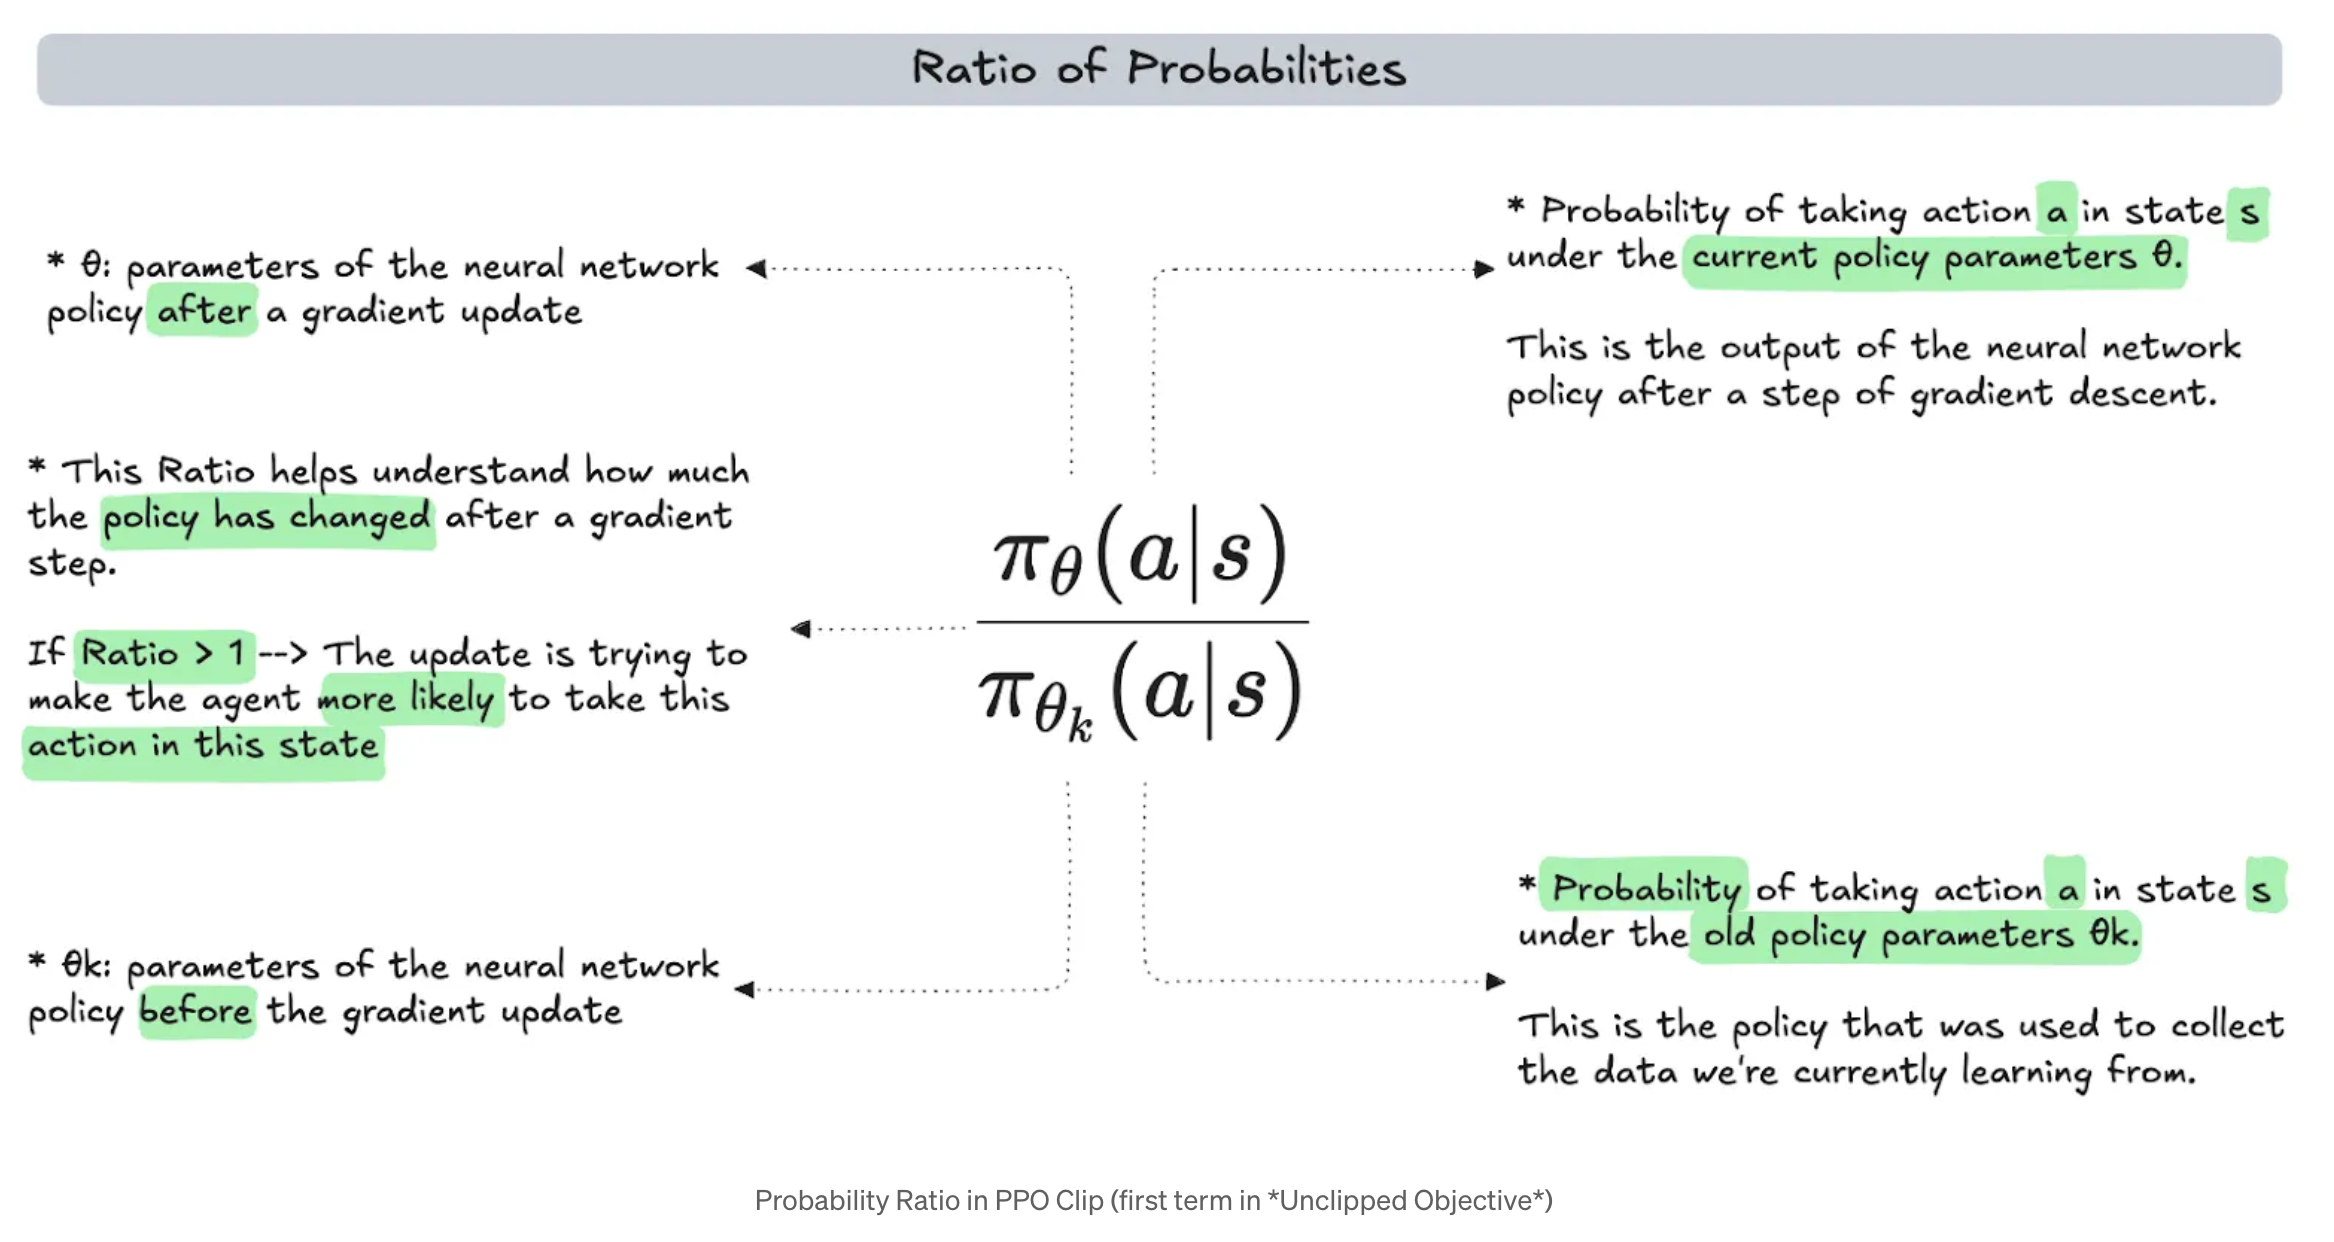 Ratio of Probabilities
* θ: parameters of the neural network
policy after a gradient update
* Probability of taking action a in state s
under the current policy parameters θ.
This is the output of the neural network
policy after a step of gradient descent.
* This Ratio helps understand how much
the policy has changed after a gradient
step.
If Ratio > 1 --> The update is trying to
make the agent more likely to take this
action in this state
π_θ(a|s)
π_θ_k(a|s)
* θk: parameters of the neural network
policy before the gradient update
* Probability of taking action a in state s
under the old policy parameters θk.
This is the policy that was used to collect
the data we're currently learning from.
Probability Ratio in PPO Clip (first term in *Unclipped Objective*)